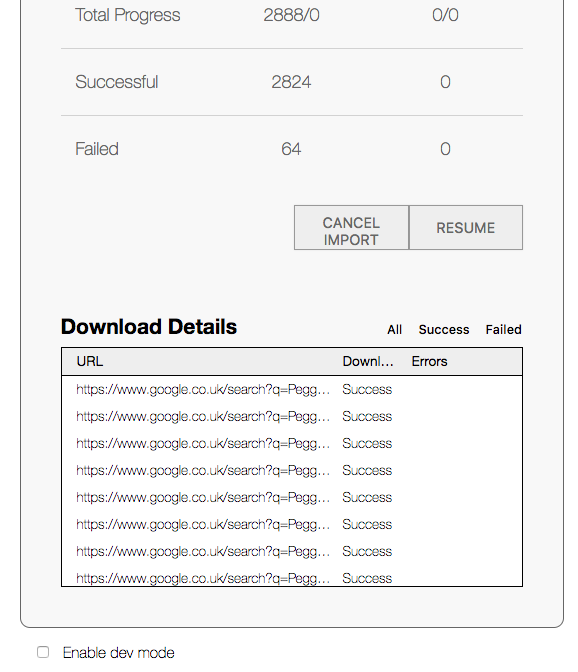 Total Progress 2888/0 0/0
Successful 2824 0
Failed 64 0
CANCEL IMPORT RESUME
Download Details All Success Failed
URL Downl... Errors
https://www.google.co.uk/search?q=Pegg... Success
https://www.google.co.uk/search?q=Pegg... Success
https://www.google.co.uk/search?q=Pegg... Success
https://www.google.co.uk/search?q=Pegg... Success
https://www.google.co.uk/search?q=Pegg... Success
https://www.google.co.uk/search?q=Pegg... Success
https://www.google.co.uk/search?q=Pegg... Success
https://www.google.co.uk/search?q=Pegg... Success
Enable dev mode